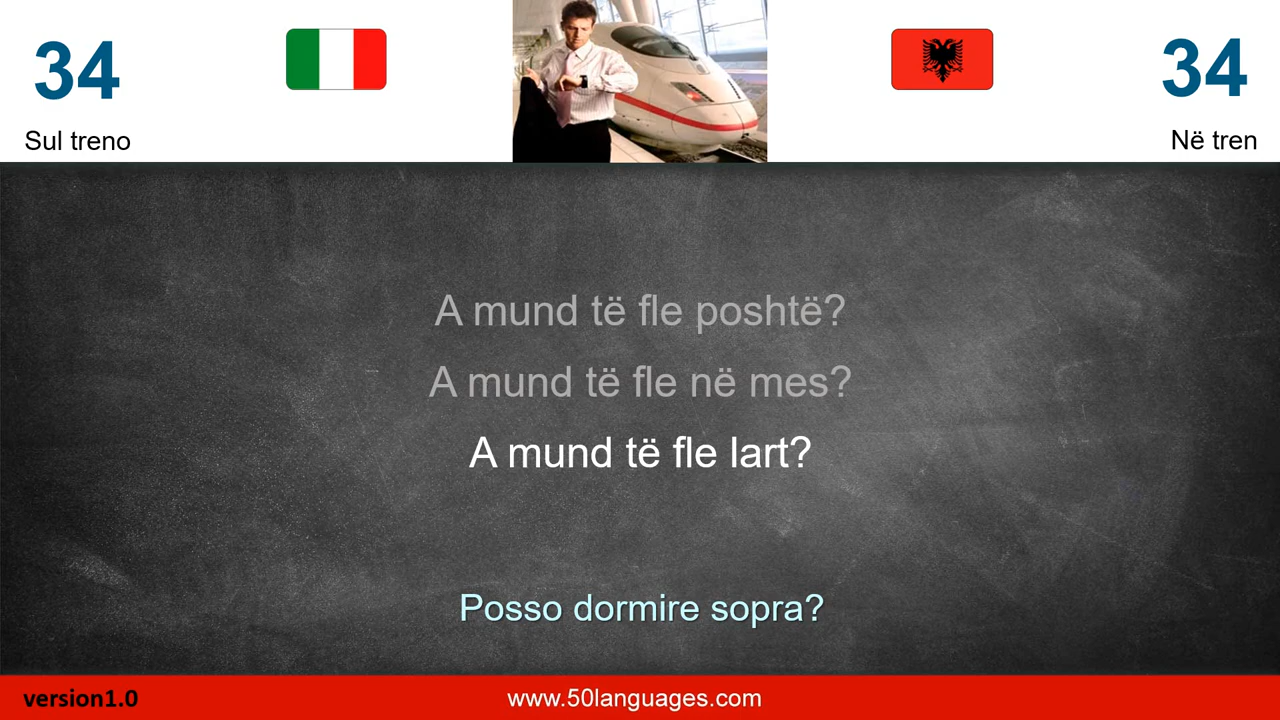 34
34
Sul treno
Në tren
A mund të fle poshtë?
A mund të fle në mes?
A mund të fle lart?
Posso dormire sopra?
version1.0
www.50languages.com